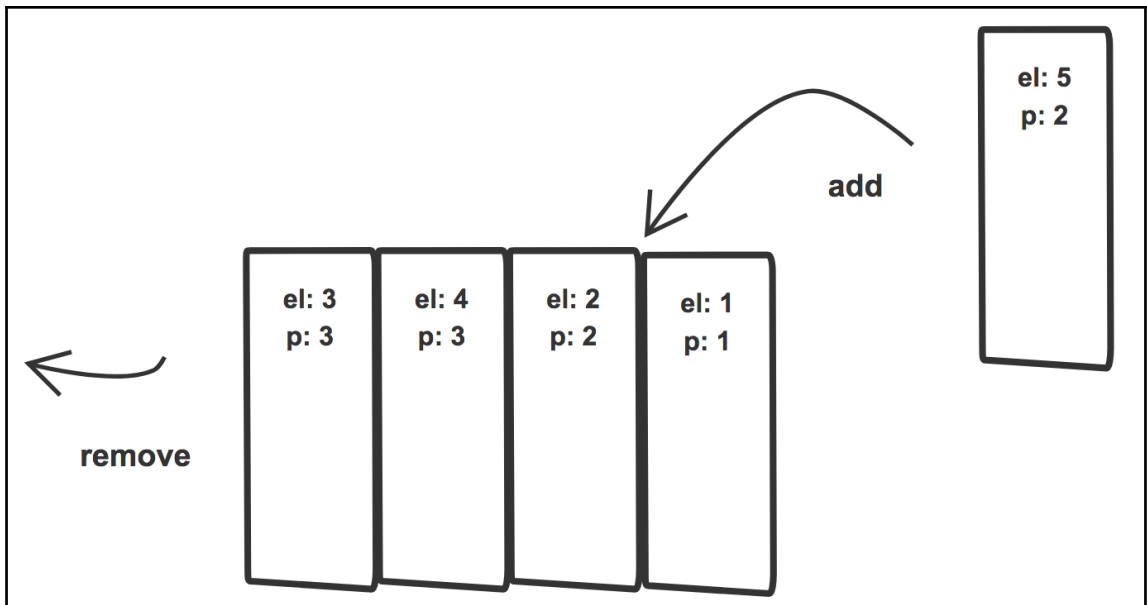 el: 5
p: 2
add
el: 3
p: 3
el: 4
p: 3
el: 2
p: 2
el: 1
p: 1
remove